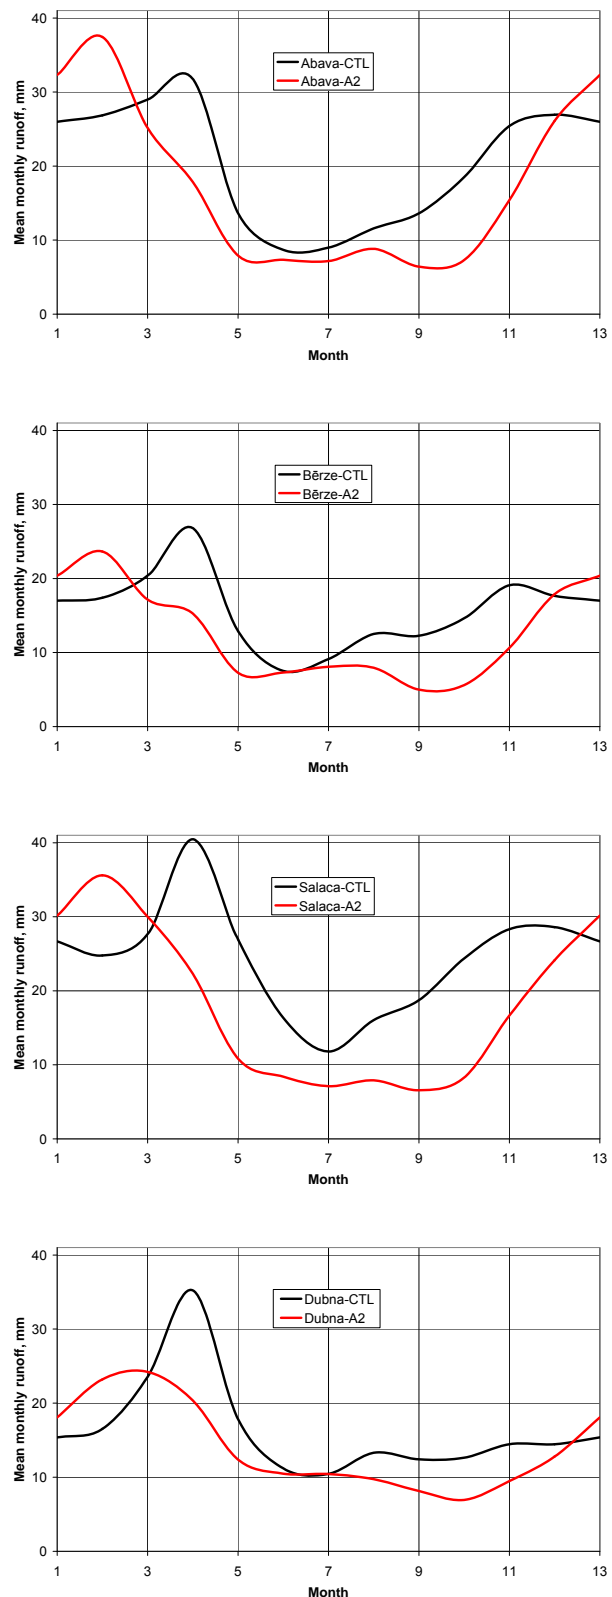 40
30
20
10
0
Mean monthly runoff, mm
Abava-CTL
Abava-A2
1 3 5 7 9 11 13
Month
40
30
20
10
0
Mean monthly runoff, mm
Bērze-CTL
Bērze-A2
1 3 5 7 9 11 13
Month
40
30
20
10
0
Mean monthly runoff, mm
Salaca-CTL
Salaca-A2
1 3 5 7 9 11 13
Month
40
30
20
10
0
Mean monthly runoff, mm
Dubna-CTL
Dubna-A2
1 3 5 7 9 11 13
Month